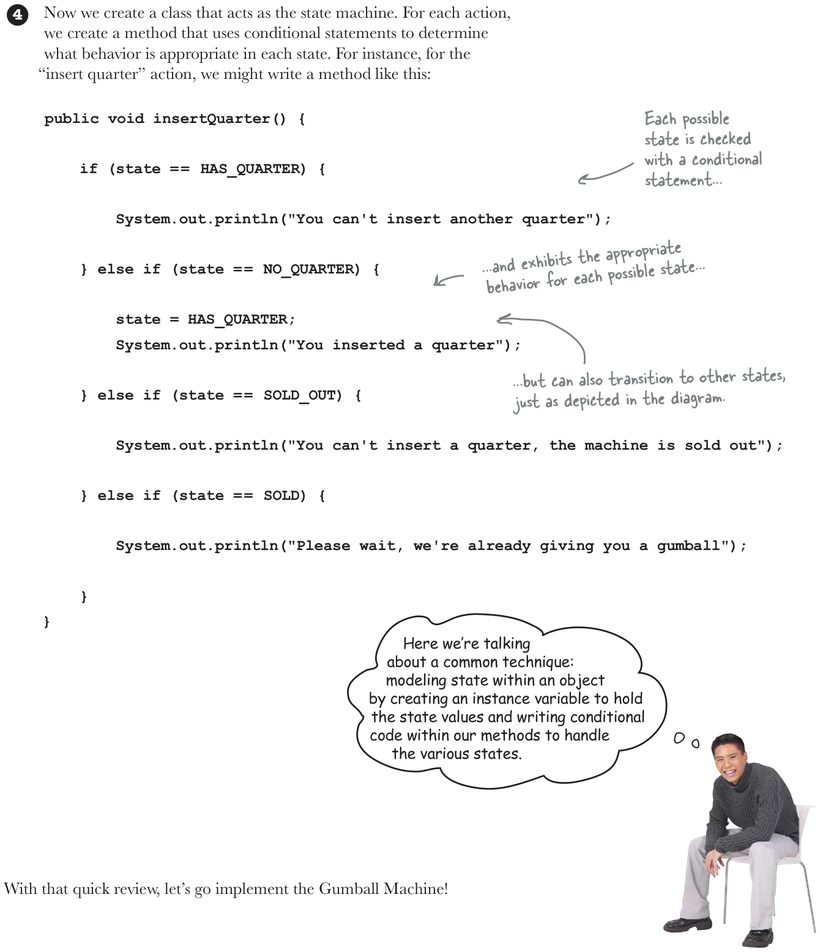 4 Now we create a class that acts as the state machine. For each action,
we create a method that uses conditional statements to determine
what behavior is appropriate in each state. For instance, for the
“insert quarter” action, we might write a method like this:
public void insertQuarter() {
Each possible
state is checked
with a conditional
statement...
if (state == HAS_QUARTER) {
System.out.println("You can't insert another quarter");
} else if (state == NO_QUARTER) {
...and exhibits the appropriate
behavior for each possible state...
state = HAS_QUARTER;
System.out.println("You inserted a quarter");
...but can also transition to other states,
just as depicted in the diagram.
} else if (state == SOLD_OUT) {
System.out.println("You can't insert a quarter, the machine is sold out");
} else if (state == SOLD) {
System.out.println("Please wait, we're already giving you a gumball");
}
}
Here we’re talking
about a common technique:
modeling state within an object
by creating an instance variable to hold
the state values and writing conditional
code within our methods to handle
the various states.
With that quick review, let’s go implement the Gumball Machine!